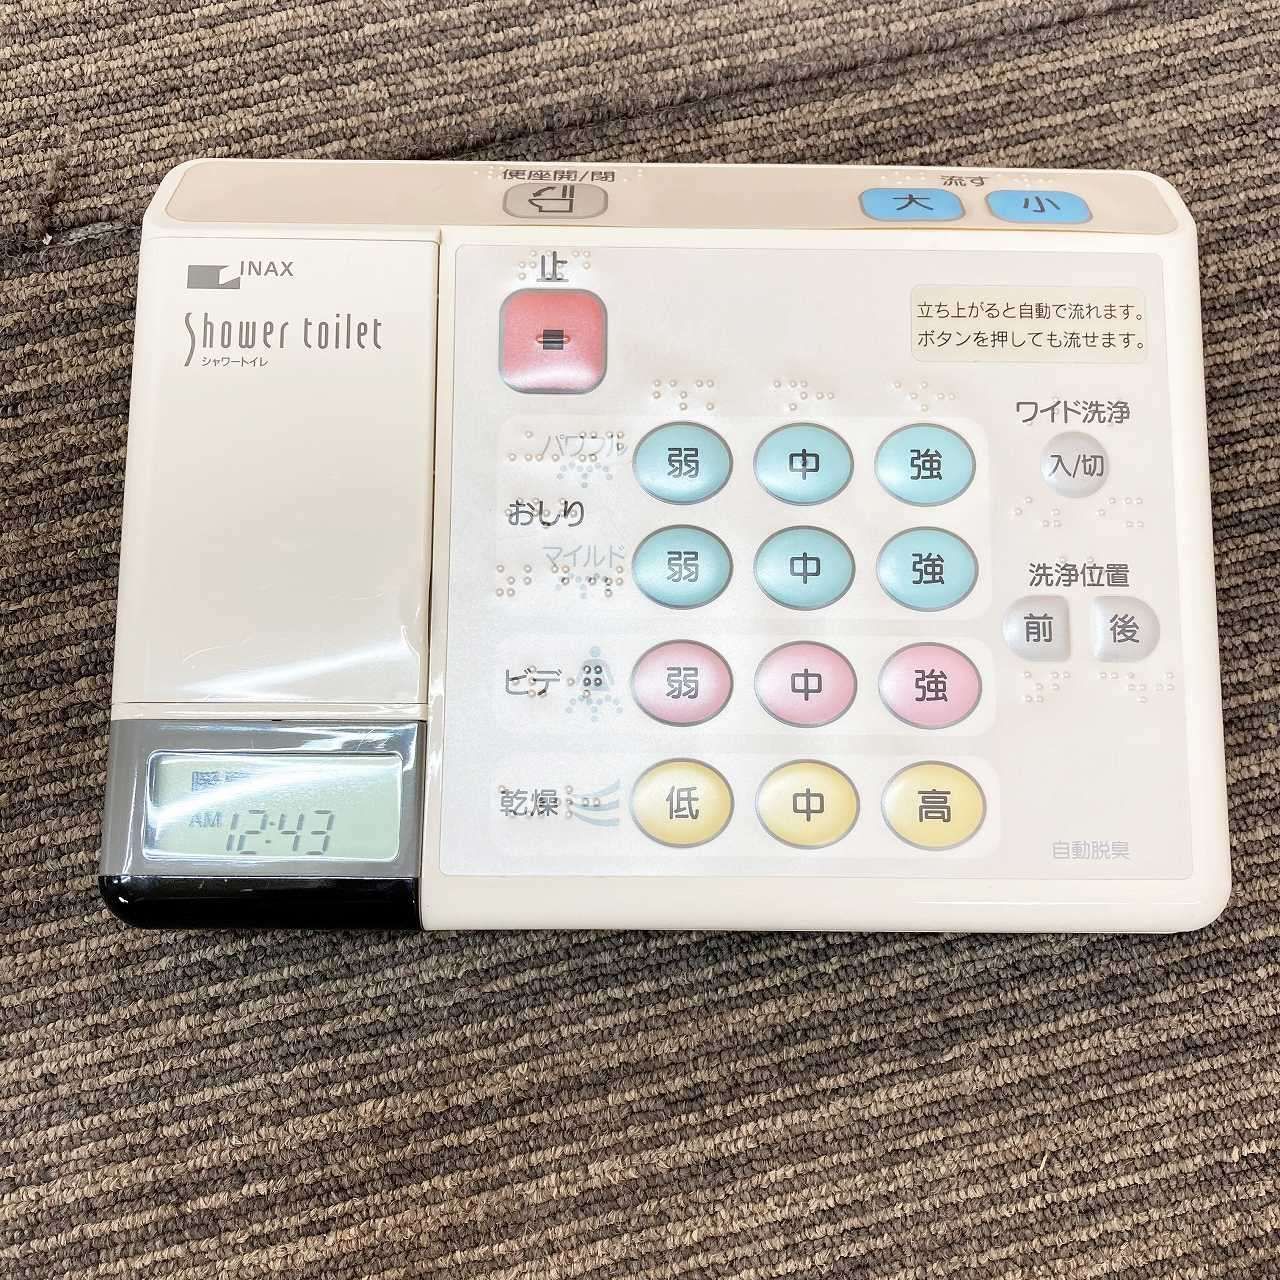 便座開/閉
流す
大 小
INAX
Shower toilet
シャワートイレ
止
立ち上がると自動で流れます。
ボタンを押しても流せます。
ワイド洗浄
入/切
パワフル
弱 中 強
おしり
マイルド
弱 中 強
洗浄位置
前 後
ビデ
弱 中 強
乾燥
低 中 高
自動脱臭
AM 12:43